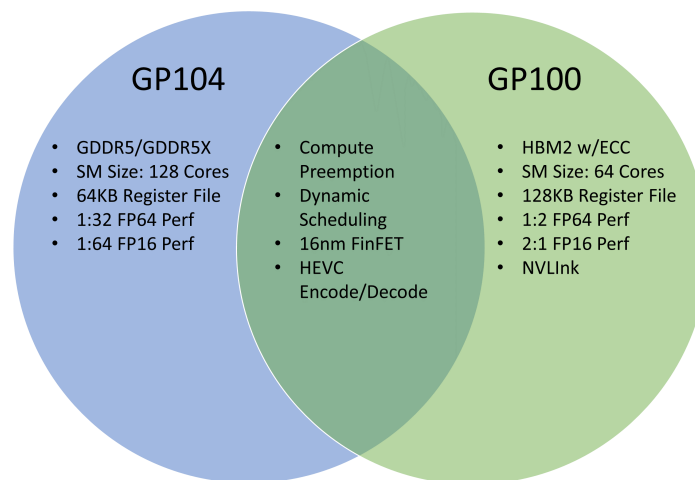 GP104
• GDDR5/GDDR5X
• SM Size: 128 Cores
• 64KB Register File
• 1:32 FP64 Perf
• 1:64 FP16 Perf
• Compute
Preemption
• Dynamic
Scheduling
• 16nm FinFET
• HEVC
Encode/Decode
GP100
• HBM2 w/ECC
• SM Size: 64 Cores
• 128KB Register File
• 1:2 FP64 Perf
• 2:1 FP16 Perf
• NVLInk